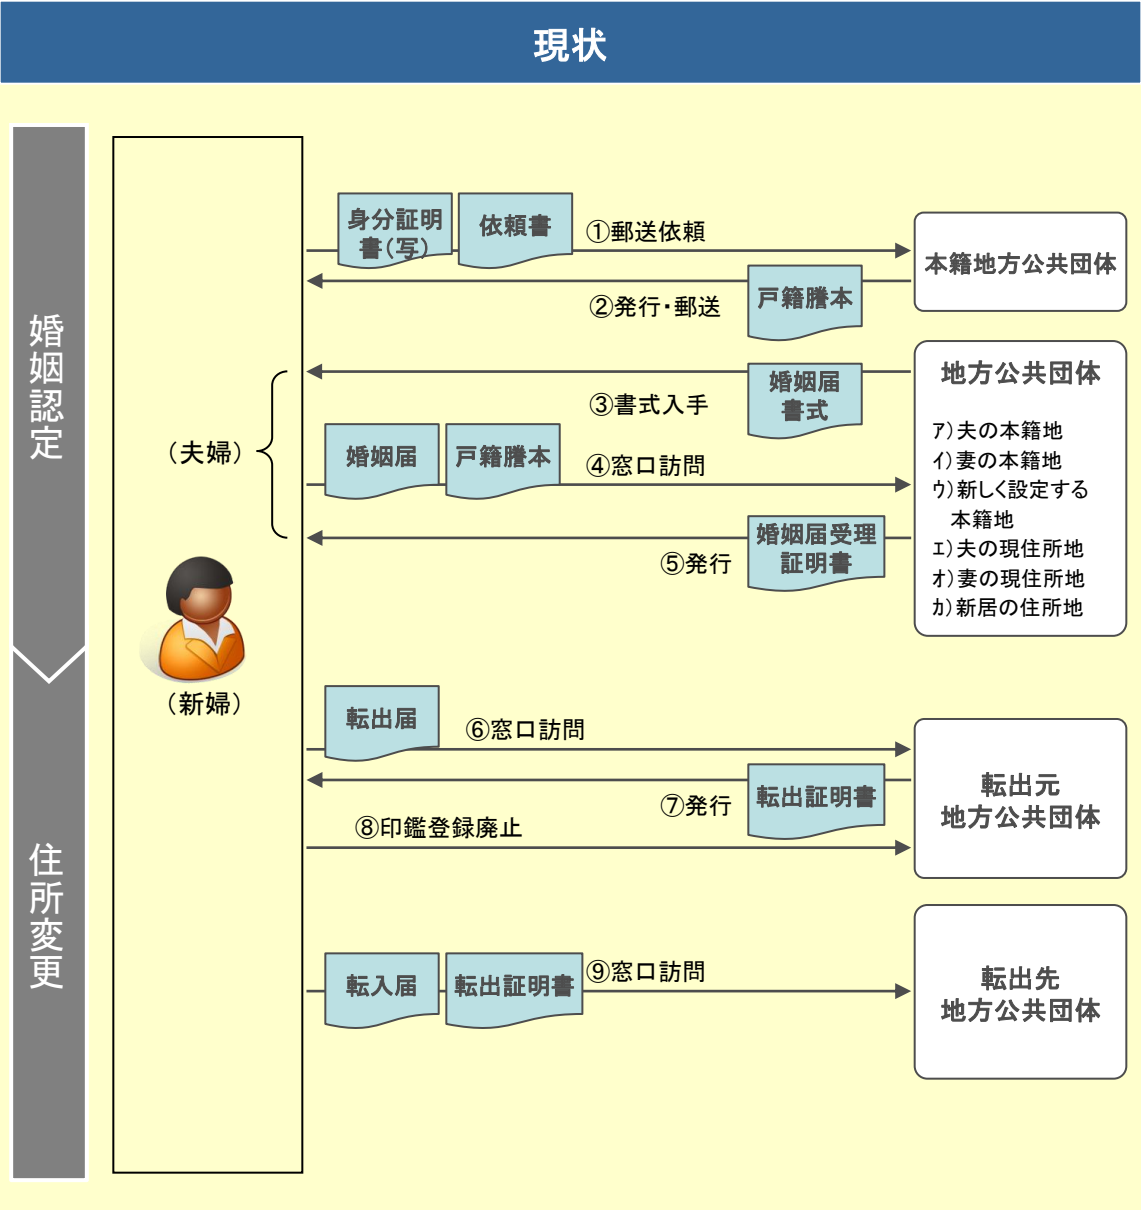 現状
婚姻認定
身分証明
書(写)
依頼書
①郵送依頼
本籍地方公共団体
②発行・郵送
戸籍謄本
(夫婦)
③書式入手
婚姻届
書式
婚姻届
戸籍謄本
④窓口訪問
⑤発行
婚姻届受理
証明書
地方公共団体
ｱ)夫の本籍地
ｲ)妻の本籍地
ｳ)新しく設定する
本籍地
ｴ)夫の現住所地
ｵ)妻の現住所地
ｶ)新居の住所地
(新婦)
住所変更
転出届
⑥窓口訪問
⑦発行
転出証明書
⑧印鑑登録廃止
転出元
地方公共団体
転入届
転出証明書
⑨窓口訪問
転出先
地方公共団体